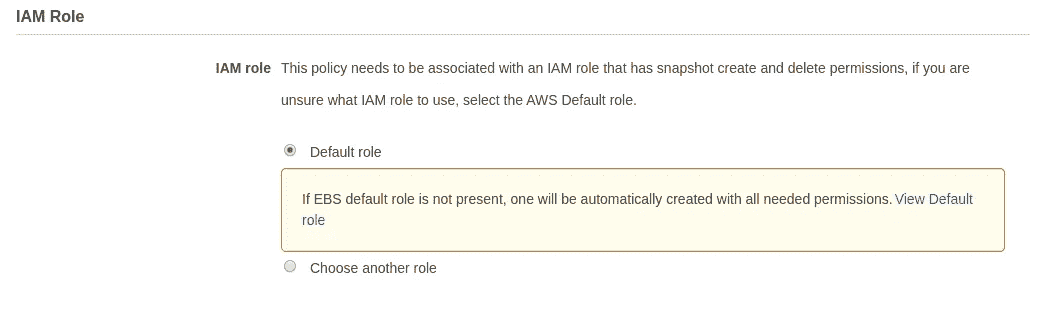 IAM Role
IAM role This policy needs to be associated with an IAM role that has snapshot create and delete permissions, if you are
unsure what IAM role to use, select the AWS Default role.
Default role
If EBS default role is not present, one will be automatically created with all needed permissions. View Default
role
Choose another role